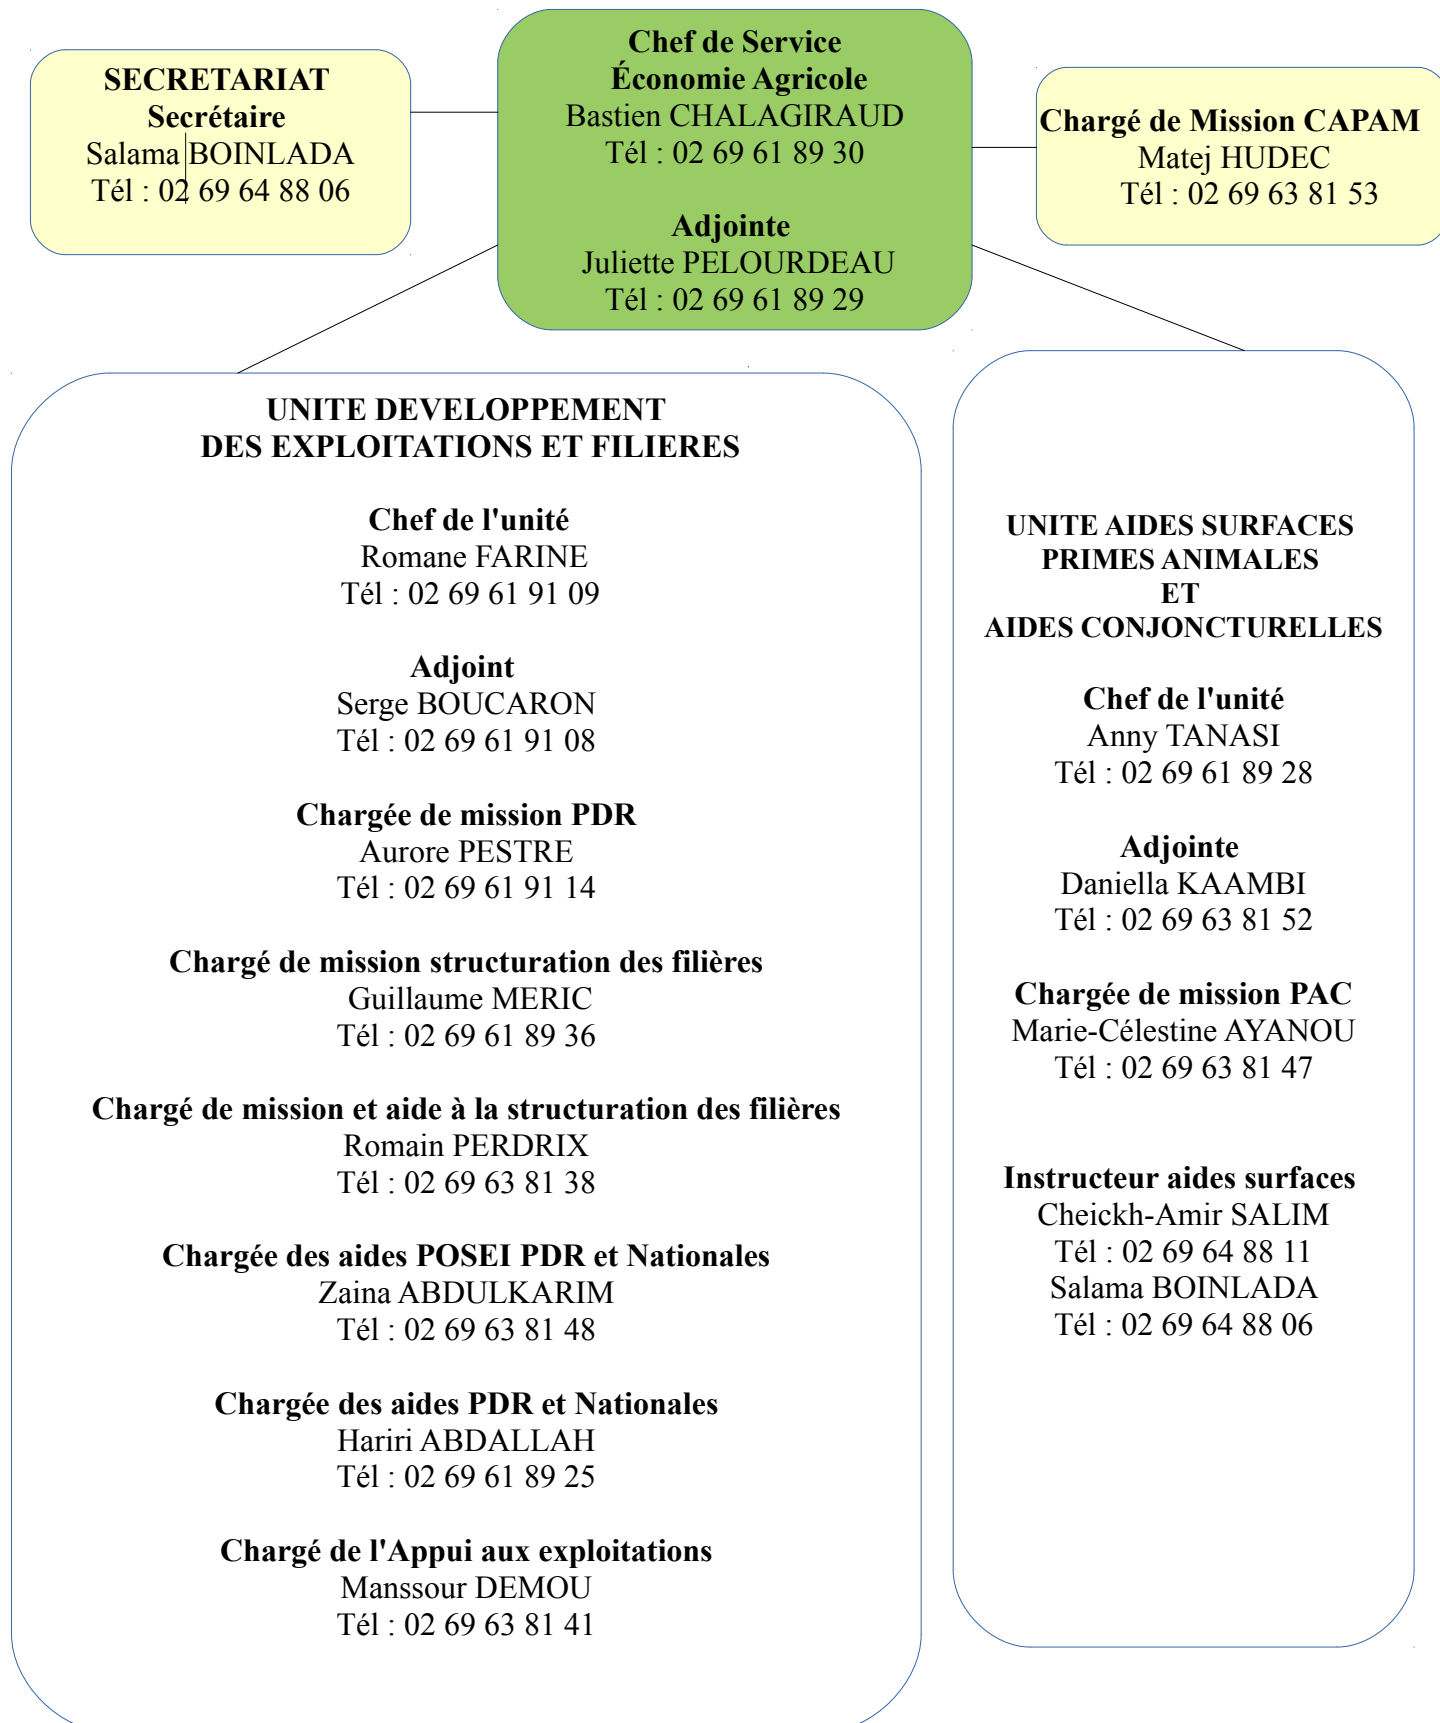 SECRETARIAT
Secrétaire
Salama BOINLADA
Tél : 02 69 64 88 06
Chef de Service
Économie Agricole
Bastien CHALAGIRAUD
Tél : 02 69 61 89 30
Adjointe
Juliette PELOURDEAU
Tél : 02 69 61 89 29
Chargé de Mission CAPAM
Matej HUDEC
Tél : 02 69 63 81 53
UNITE DEVELOPPEMENT
DES EXPLOITATIONS ET FILIERES
Chef de l'unité
Romane FARINE
Tél : 02 69 61 91 09
Adjoint
Serge BOUCARON
Tél : 02 69 61 91 08
Chargée de mission PDR
Aurore PESTRE
Tél : 02 69 61 91 14
Chargé de mission structuration des filières
Guillaume MERIC
Tél : 02 69 61 89 36
Chargé de mission et aide à la structuration des filières
Romain PERDRIX
Tél : 02 69 63 81 38
Chargée des aides POSEI PDR et Nationales
Zaina ABDULKARIM
Tél : 02 69 63 81 48
Chargée des aides PDR et Nationales
Hariri ABDALLAH
Tél : 02 69 61 89 25
Chargé de l'Appui aux exploitations
Manssour DEMOU
Tél : 02 69 63 81 41
UNITE AIDES SURFACES
PRIMES ANIMALES
ET
AIDES CONJONCTURELLES
Chef de l'unité
Anny TANASI
Tél : 02 69 61 89 28
Adjointe
Daniella KAAMBI
Tél : 02 69 63 81 52
Chargée de mission PAC
Marie-Célestine AYANOU
Tél : 02 69 63 81 47
Instructeur aides surfaces
Cheickh-Amir SALIM
Tél : 02 69 64 88 11
Salama BOINLADA
Tél : 02 69 64 88 06